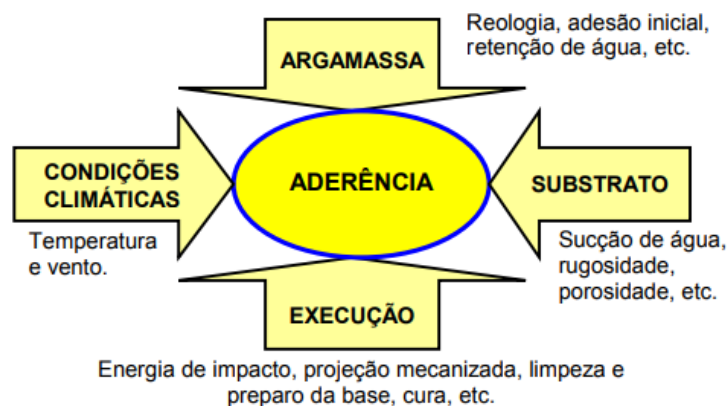 ARGAMASSA
Reologia, adesão inicial,
retenção de água, etc.
CONDIÇÕES
CLIMÁTICAS
Temperatura
e vento.
ADERÊNCIA
SUBSTRATO
Sucção de água,
rugosidade,
porosidade, etc.
EXECUÇÃO
Energia de impacto, projeção mecanizada, limpeza e
preparo da base, cura, etc.